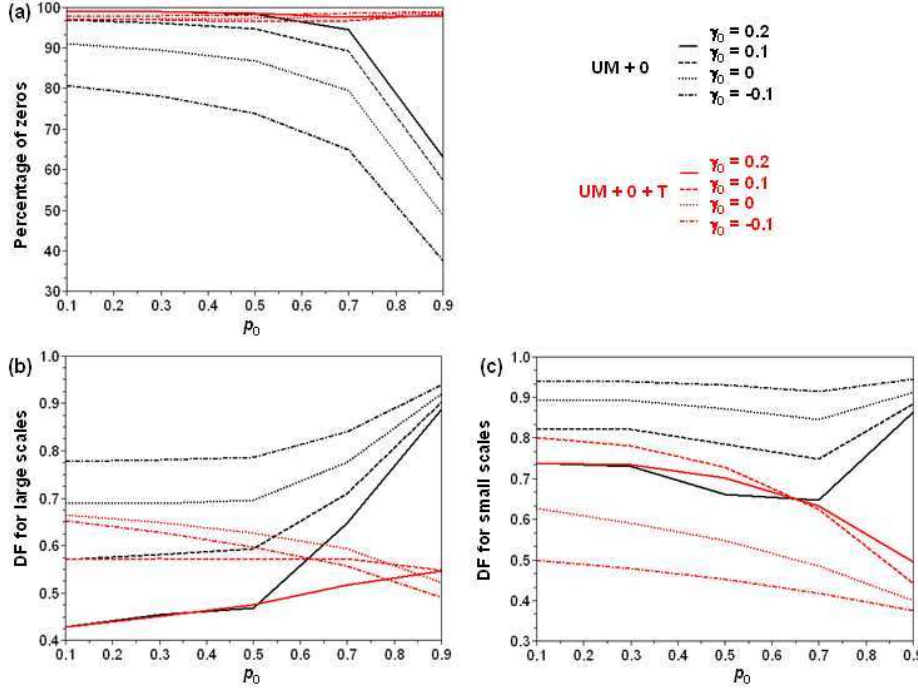 (a)
Percentage of zeros
100
90
80
70
60
50
40
30
0.1 0.2 0.3 0.4 0.5 0.6 0.7 0.8 0.9
p₀
UM + 0
γ₀ = 0.2
γ₀ = 0.1
γ₀ = 0
γ₀ = -0.1
UM + 0 + T
γ₀ = 0.2
γ₀ = 0.1
γ₀ = 0
γ₀ = -0.1
(b)
DF for large scales
1.0
0.9
0.8
0.7
0.6
0.5
0.4
0.1 0.2 0.3 0.4 0.5 0.6 0.7 0.8 0.9
p₀
(c)
DF for small scales
1.0
0.9
0.8
0.7
0.6
0.5
0.4
0.3
0.1 0.2 0.3 0.4 0.5 0.6 0.7 0.8 0.9
p₀